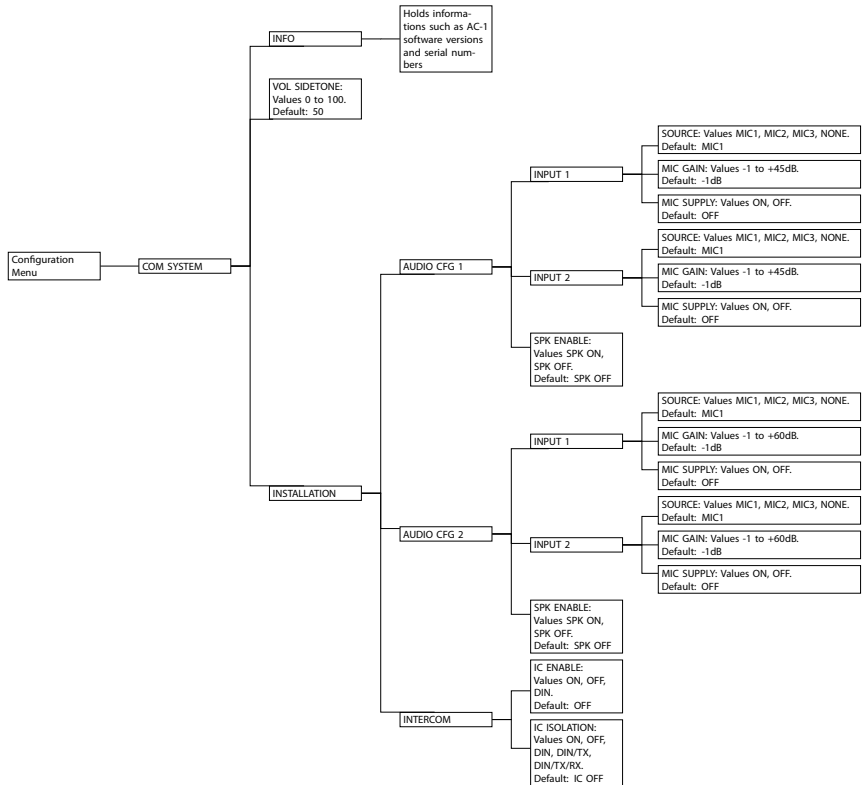 Configuration
Menu
COM SYSTEM
INFO
Holds informa-
tions such as AC-1
software versions
and serial num-
bers
VOL SIDETONE:
Values 0 to 100.
Default: 50
INSTALLATION
AUDIO CFG 1
INPUT 1
SOURCE: Values MIC1, MIC2, MIC3, NONE.
Default: MIC1
MIC GAIN: Values -1 to +45dB.
Default: -1dB
MIC SUPPLY: Values ON, OFF.
Default: OFF
INPUT 2
SOURCE: Values MIC1, MIC2, MIC3, NONE.
Default: MIC1
MIC GAIN: Values -1 to +45dB.
Default: -1dB
MIC SUPPLY: Values ON, OFF.
Default: OFF
SPK ENABLE:
Values SPK ON,
SPK OFF.
Default: SPK OFF
AUDIO CFG 2
INPUT 1
SOURCE: Values MIC1, MIC2, MIC3, NONE.
Default: MIC1
MIC GAIN: Values -1 to +60dB.
Default: -1dB
MIC SUPPLY: Values ON, OFF.
Default: OFF
INPUT 2
SOURCE: Values MIC1, MIC2, MIC3, NONE.
Default: MIC1
MIC GAIN: Values -1 to +60dB.
Default: -1dB
MIC SUPPLY: Values ON, OFF.
Default: OFF
SPK ENABLE:
Values SPK ON,
SPK OFF.
Default: SPK OFF
INTERCOM
IC ENABLE:
Values ON, OFF,
DIN.
Default: OFF
IC ISOLATION:
Values ON, OFF,
DIN, DIN/TX,
DIN/TX/RX.
Default: IC OFF